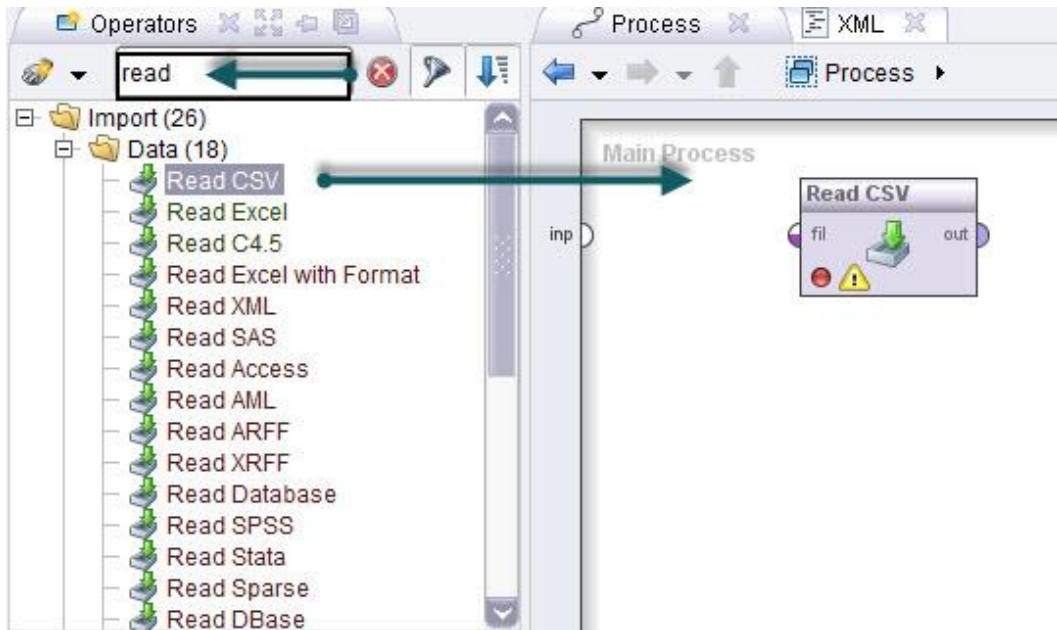 Operators
Process
XML
read
Process
Import (26)
Data (18)
Read CSV
Read Excel
Read C4.5
Read Excel with Format
Read XML
Read SAS
Read Access
Read AML
Read ARFF
Read XRFF
Read Database
Read SPSS
Read Stata
Read Sparse
Read DBase
Main Process
inp
Read CSV
fil
out